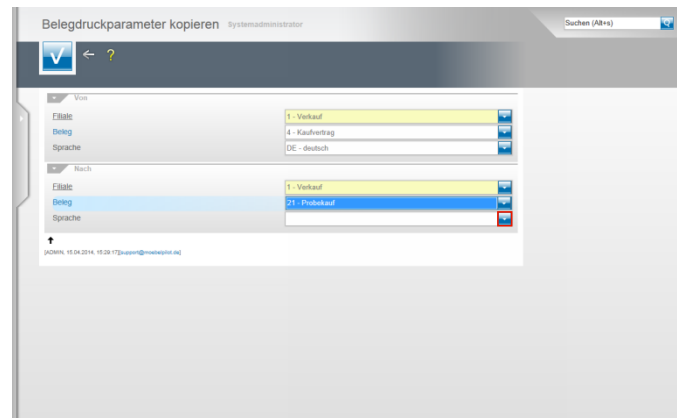 Belegdruckparameter kopieren Systemadministrator
Suchen (Alt+s)
← ?
Von
Filiale 1 - Verkauf
Beleg 4 - Kaufvertrag
Sprache DE - deutsch
Nach
Filiale 1 - Verkauf
Beleg 21 - Probekauf
Sprache
[ADMIN, 15.04.2014, 15:29:17][support@moebelpilot.de]